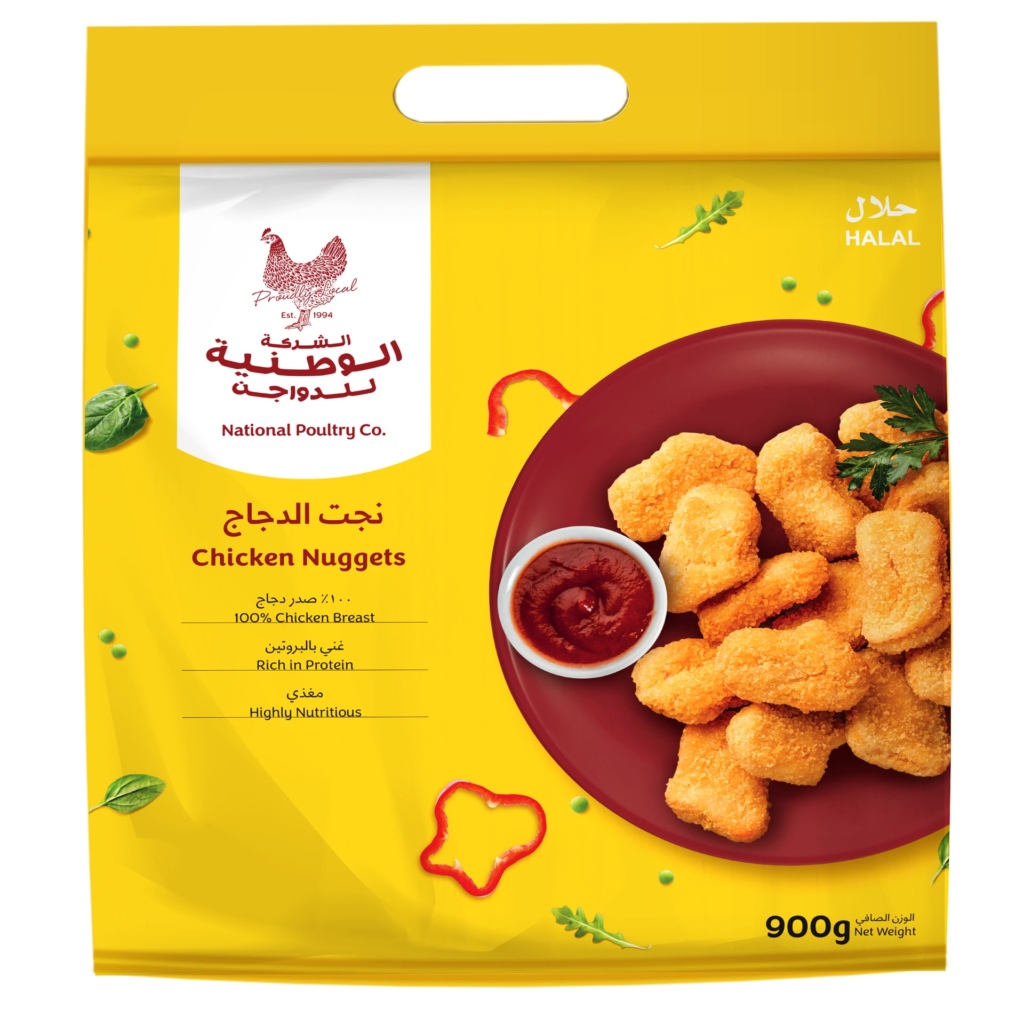 حلال
HALAL
Proudly Local
Est. 1994
الشركة
الوطنية
للدواجن
National Poultry Co.
نجت الدجاج
Chicken Nuggets
١٠٠٪ صدر دجاج
100% Chicken Breast
غني بالبروتين
Rich in Protein
مغذي
Highly Nutritious
900g
الوزن الصافي
Net Weight